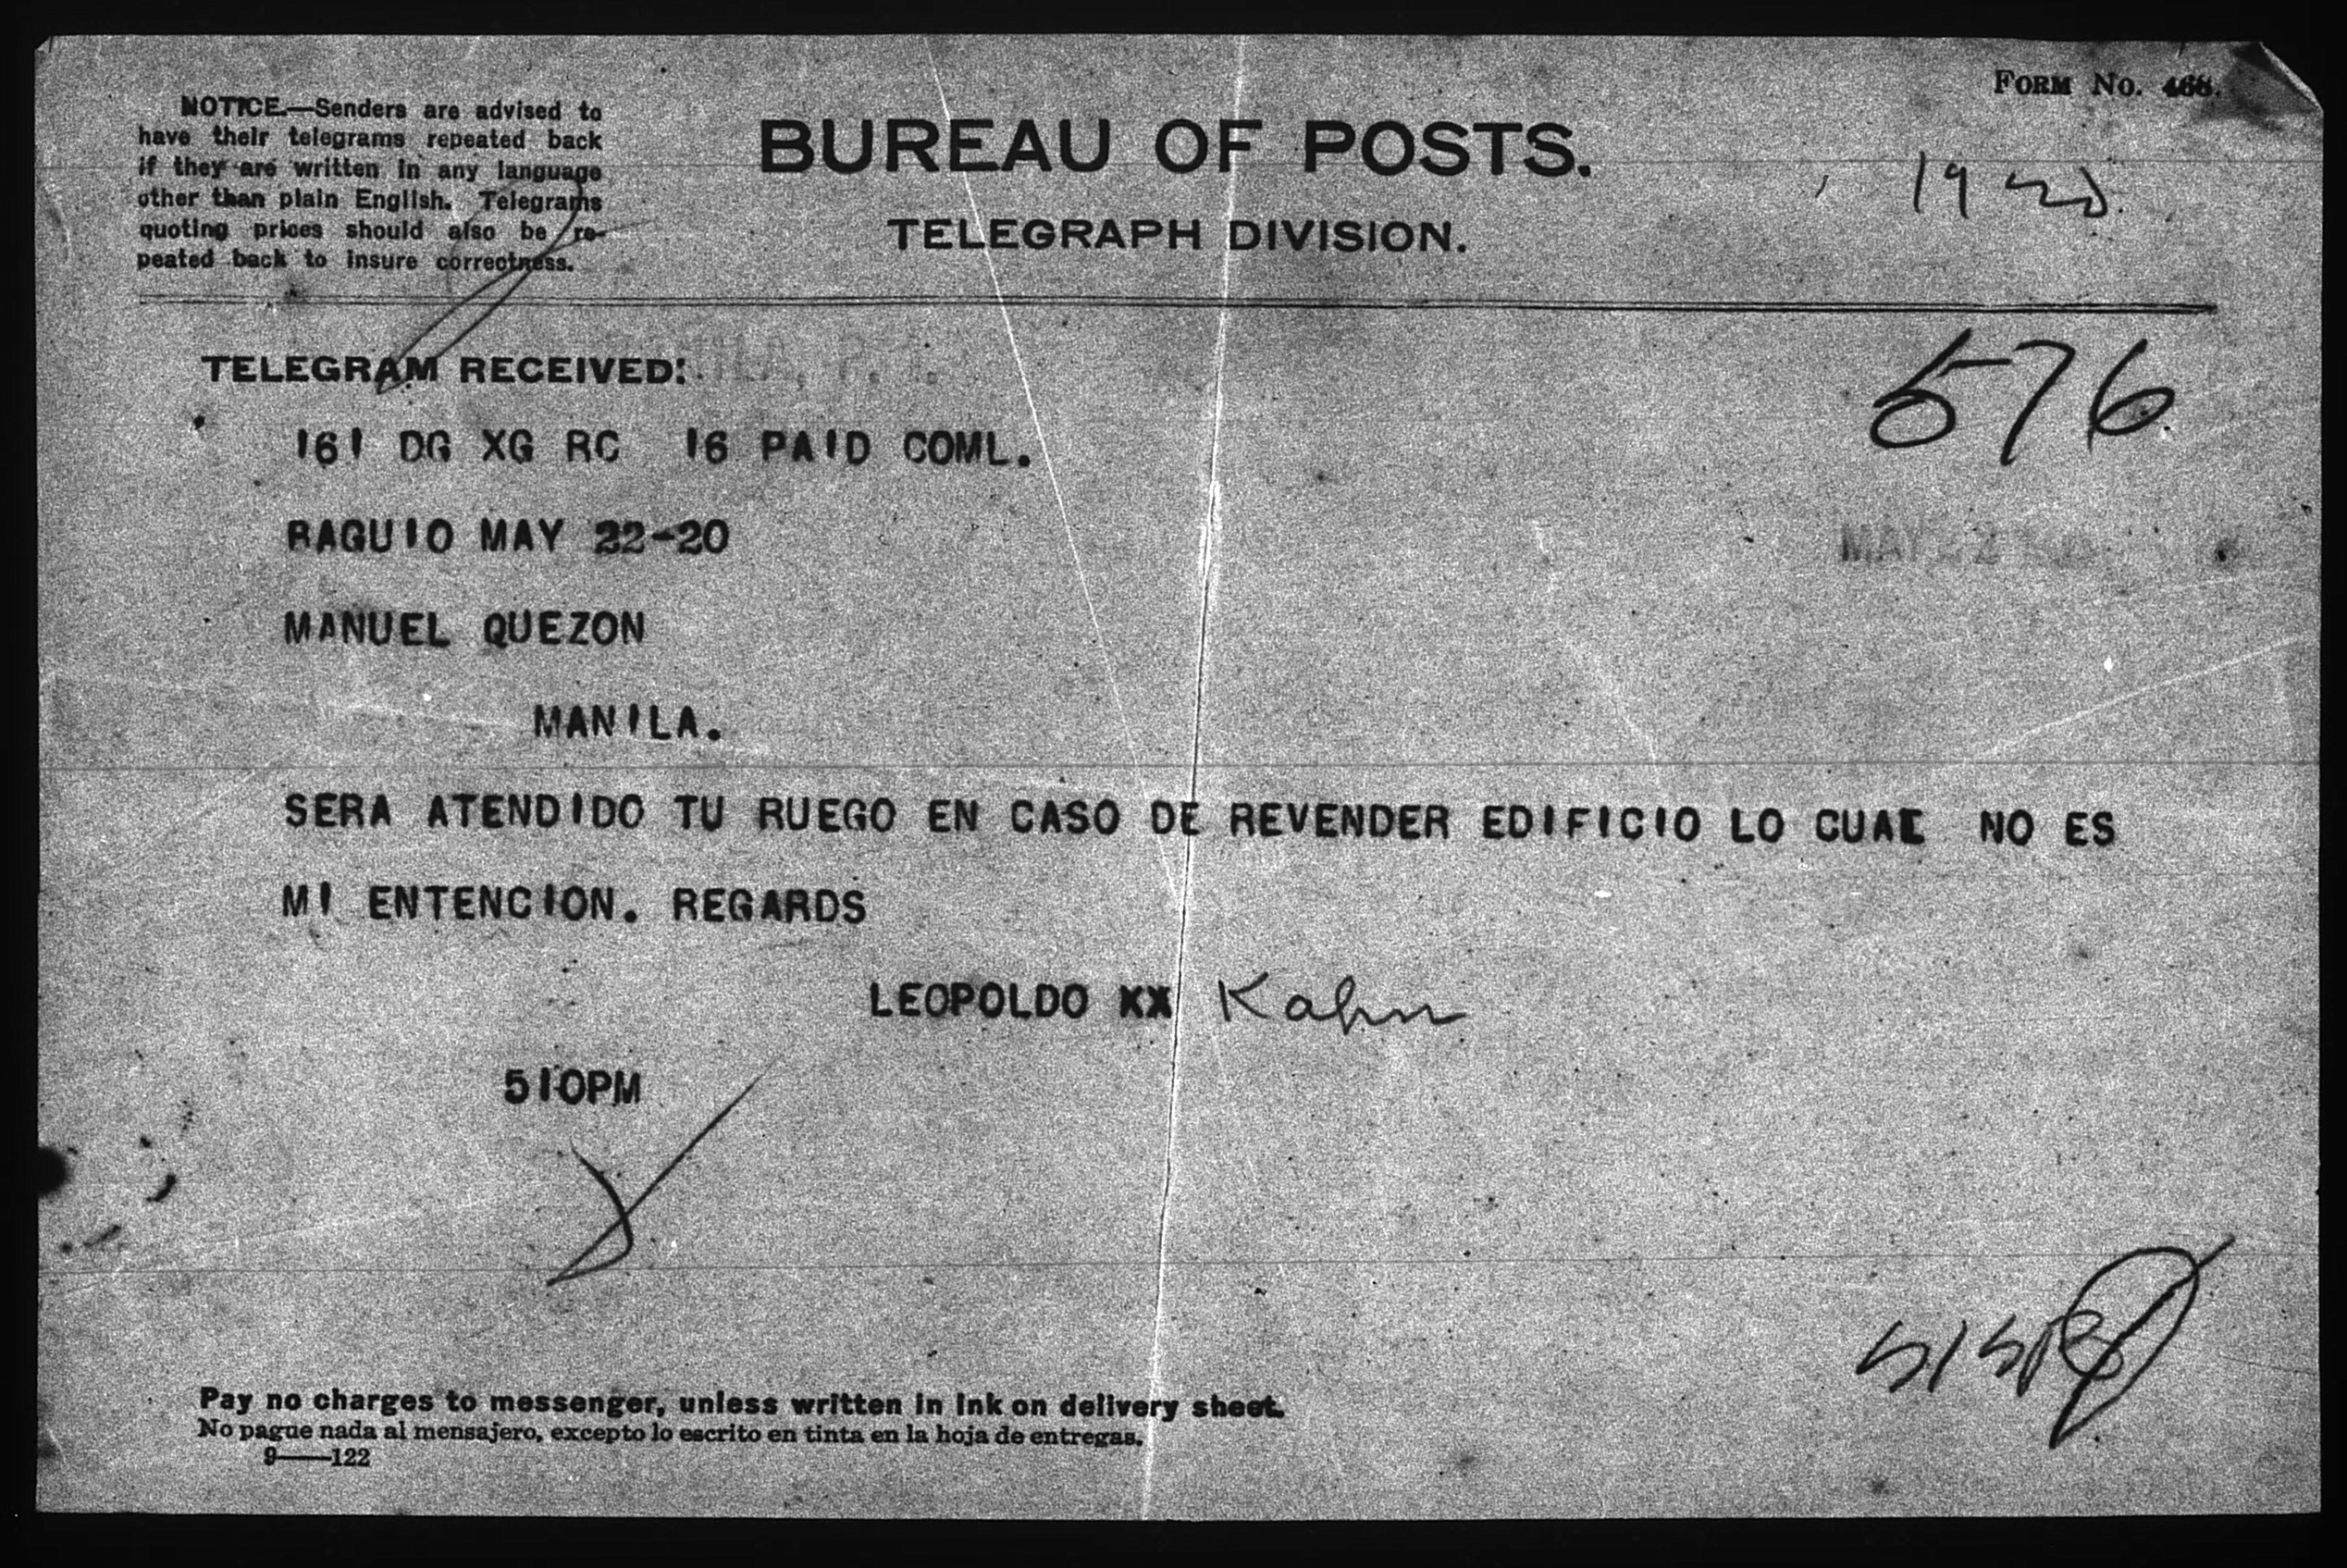 FORM No. 468.
NOTICE.—Senders are advised to
have their telegrams repeated back
if they are written in any language
other than plain English. Telegrams
quoting prices should also be re-
peated back to insure correctness.
BUREAU OF POSTS.
TELEGRAPH DIVISION.
1920.
TELEGRAM RECEIVED:
576
161 DG XG RC 16 PAID COML.
BAGUIO MAY 22-20
MAY 22
MANUEL QUEZON
MANILA.
SERA ATENDIDO TU RUEGO EN CASO DE REVENDER EDIFICIO LO CUAL NO ES
MI ENTENCION. REGARDS
LEOPOLDO KX Kahn
510PM
Pay no charges to messenger, unless written in ink on delivery sheet.
No pague nada al mensajero, excepto lo escrito en tinta en la hoja de entregas.
9——122